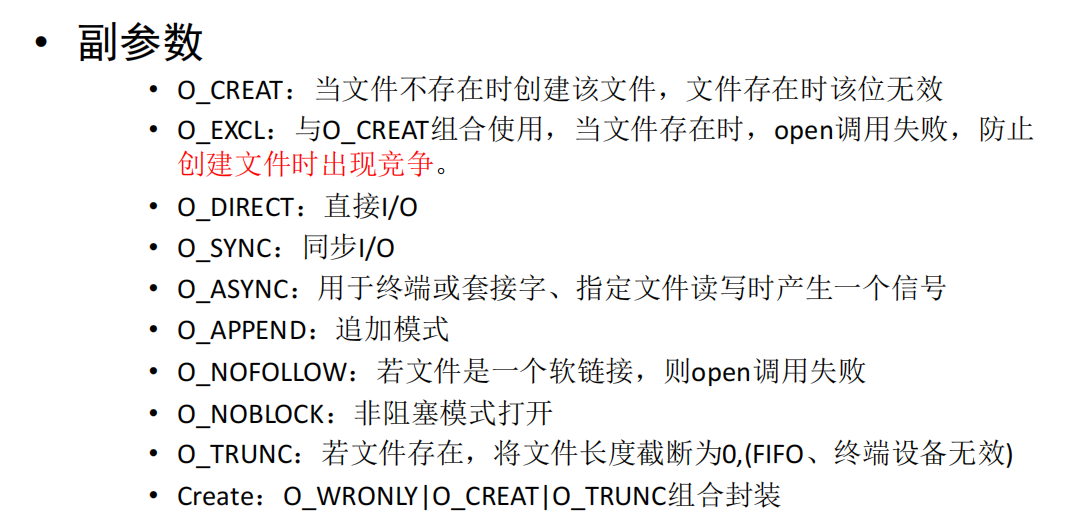 • 副参数
• O_CREAT：当文件不存在时创建该文件，文件存在时该位无效
• O_EXCL：与O_CREAT组合使用，当文件存在时，open调用失败，防止
创建文件时出现竞争。
• O_DIRECT：直接I/O
• O_SYNC：同步I/O
• O_ASYNC：用于终端或套接字、指定文件读写时产生一个信号
• O_APPEND：追加模式
• O_NOFOLLOW：若文件是一个软链接，则open调用失败
• O_NOBLOCK：非阻塞模式打开
• O_TRUNC：若文件存在，将文件长度截断为0,(FIFO、终端设备无效)
• Create：O_WRONLY|O_CREAT|O_TRUNC组合封装